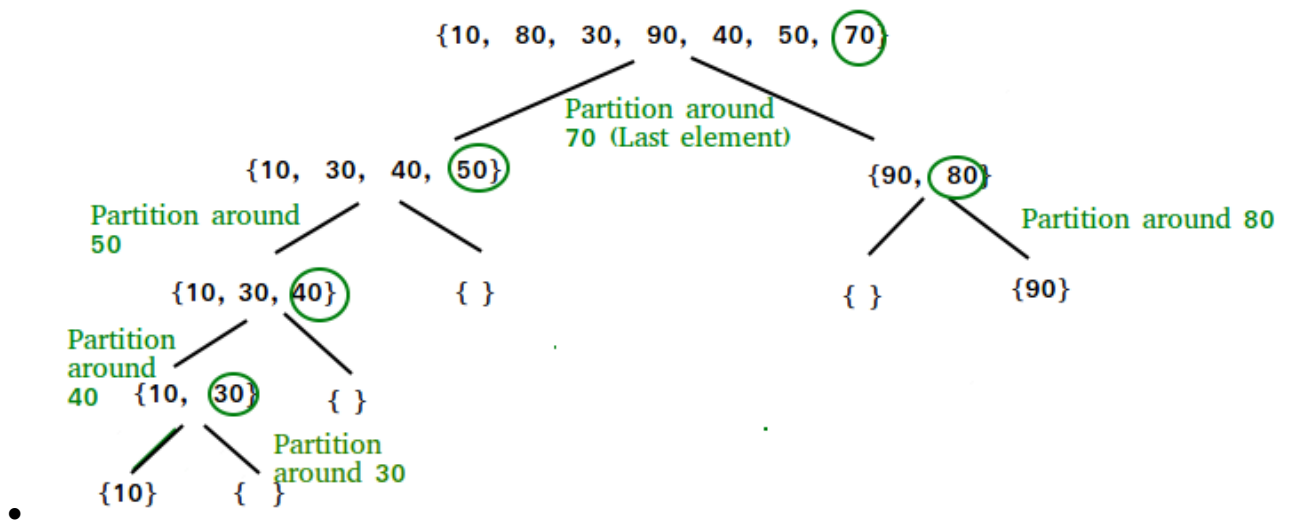 {10, 80, 30, 90, 40, 50, 70}
Partition around
70 (Last element)
{10, 30, 40, 50}
{90, 80}
Partition around
50
Partition around 80
{10, 30, 40}
{ }
{ }
{90}
Partition
around
40
{10, 30}
{ }
Partition
around 30
{10}
{ }